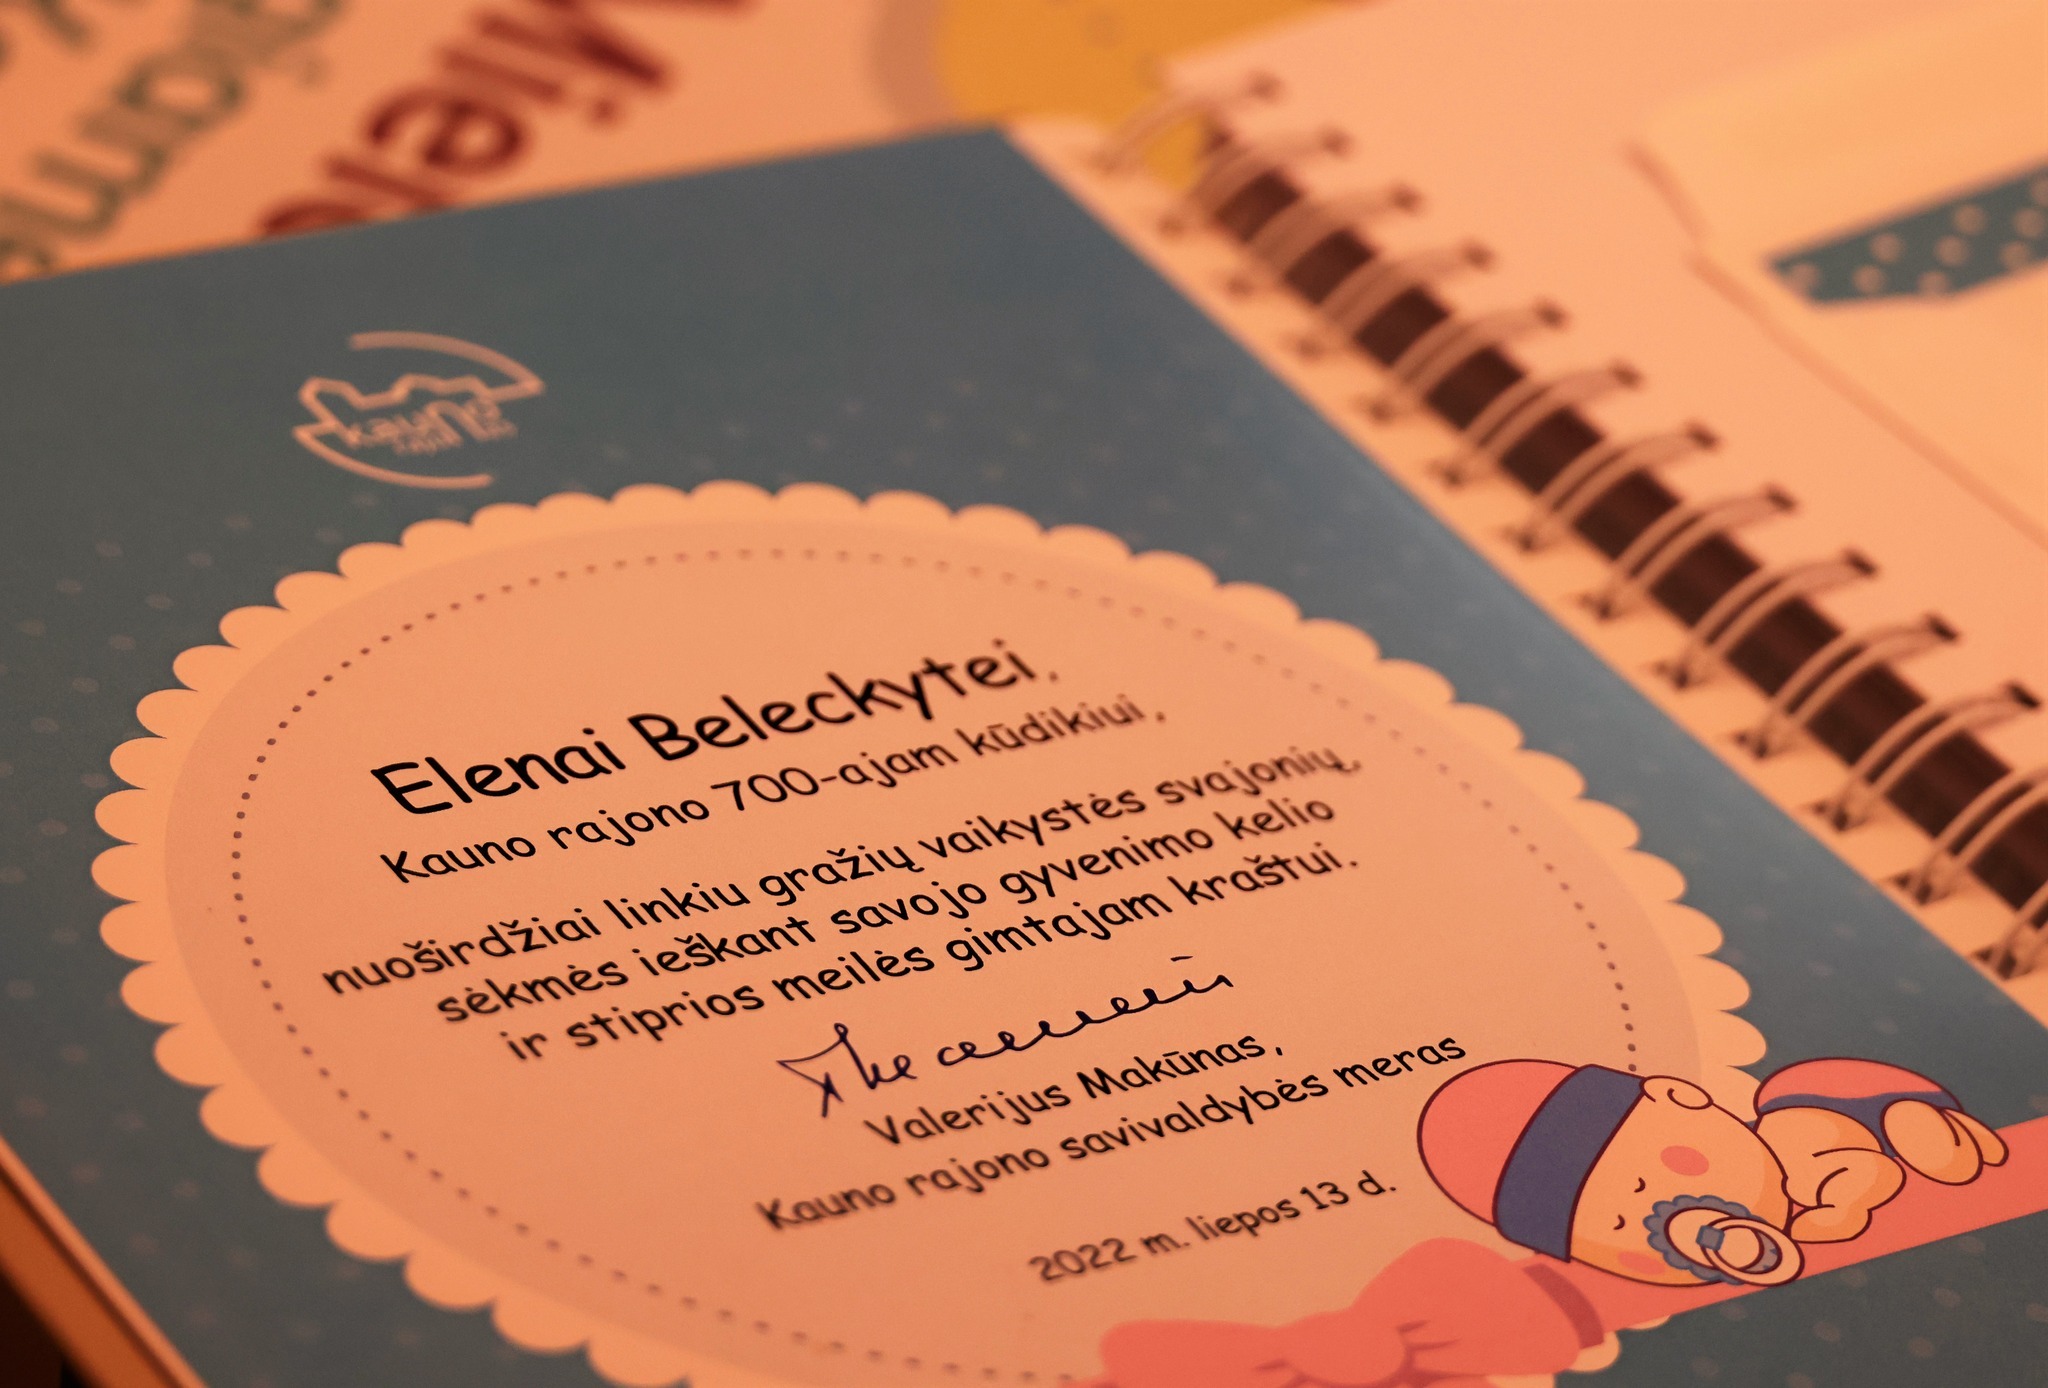 kauno
Elenai Beleckytei,
Kauno rajono 700-ajam kūdikiui,
nuoširdžiai linkiu gražių vaikystės svajonių,
sėkmės ieškant savojo gyvenimo kelio
ir stiprios meilės gimtajam kraštui.
Valerijus Makūnas,
Kauno rajono savivaldybės meras
2022 m. liepos 13 d.